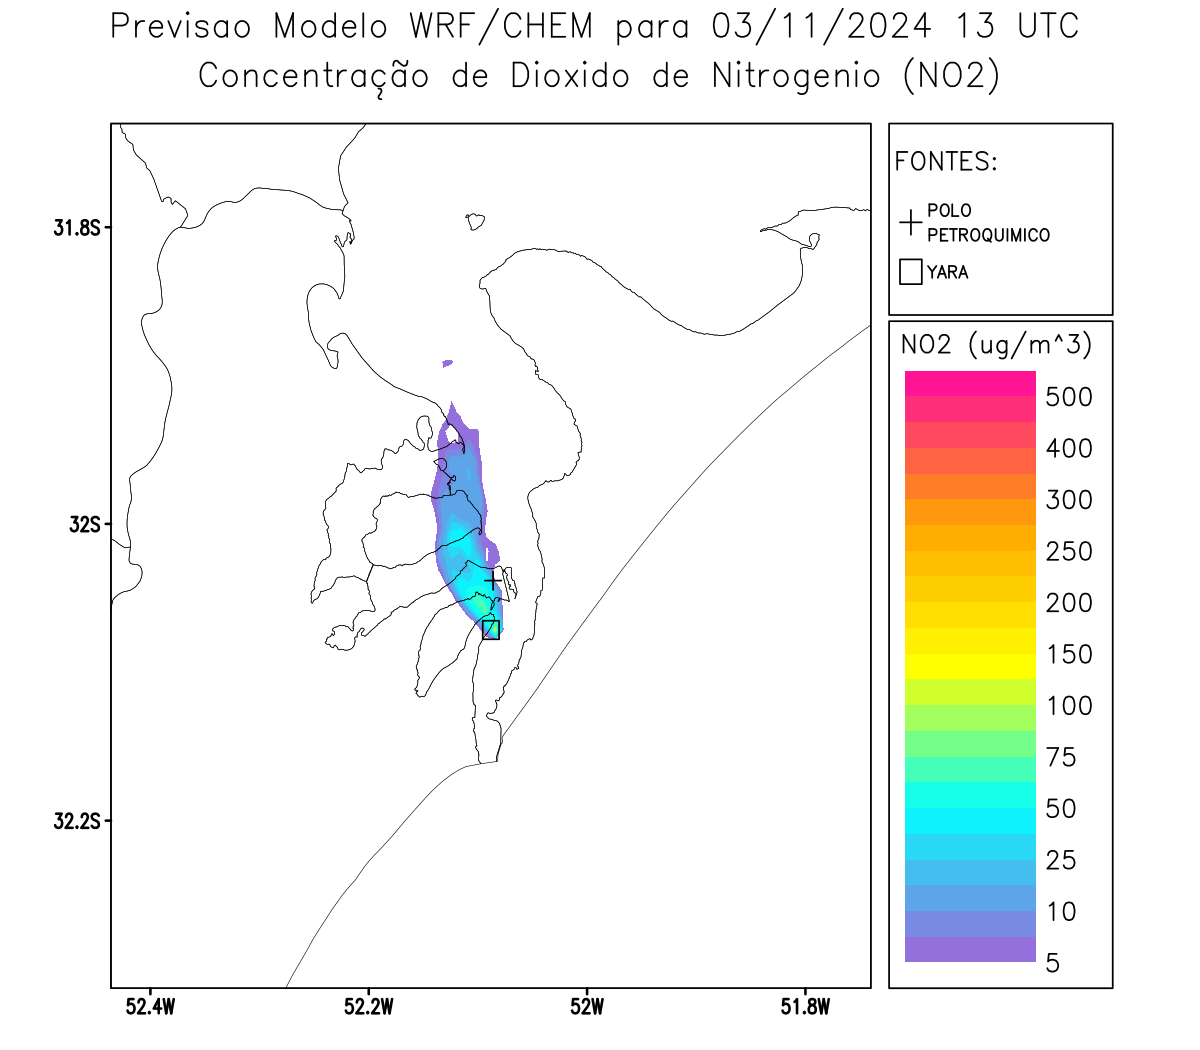 Previsao Modelo WRF/CHEM para 03/11/2024 13 UTC
Concentração de Dioxido de Nitrogenio (NO2)
FONTES:
POLO
PETROQUIMICO
YARA
NO2 (ug/m^3)
500
400
300
250
200
150
100
75
50
25
10
5
31.8S
32S
32.2S
52.4W
52.2W
52W
51.8W